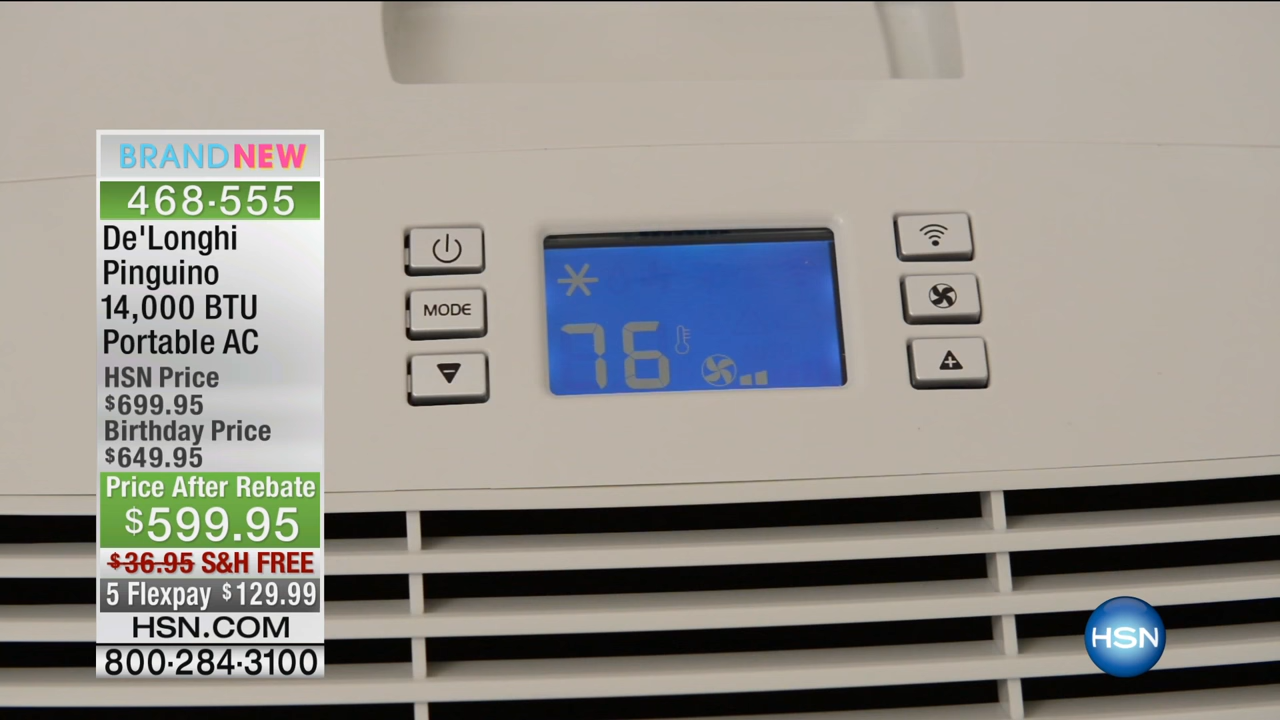 BRAND NEW
468·555
De'Longhi
Pinguino
14,000 BTU
Portable AC
HSN Price
$699.95
Birthday Price
$649.95
Price After Rebate
$599.95
$36.95 S&H FREE
5 Flexpay $129.99
HSN.COM
800·284·3100
MODE
76
HSN